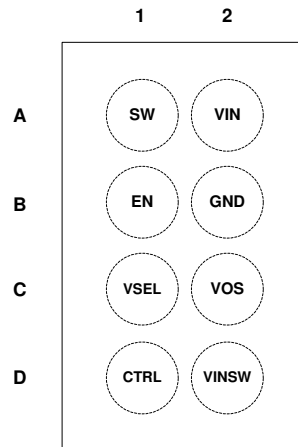 1 2
A SW VIN
B EN GND
C VSEL VOS
D CTRL VINSW